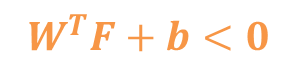 $W^T F + b < 0$